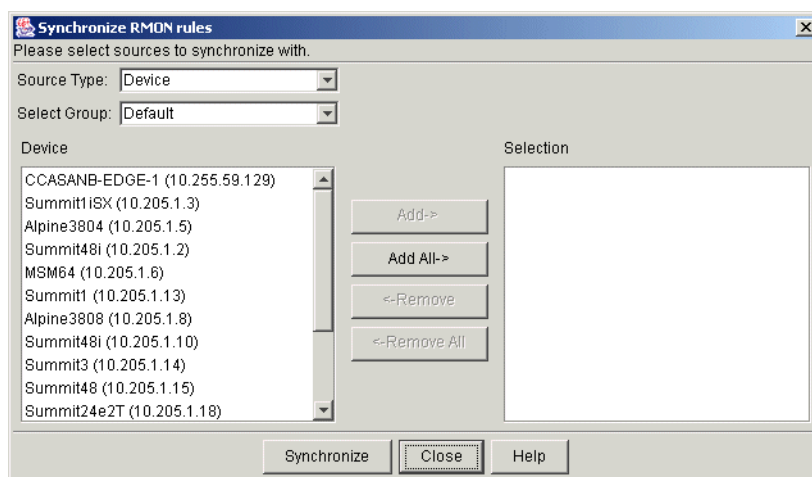 Synchronize RMON rules
Please select sources to synchronize with.
Source Type: Device
Select Group: Default
Device
Selection
CCASANB-EDGE-1 (10.255.59.129)
Summit1iSX (10.205.1.3)
Alpine3804 (10.205.1.5)
Summit48i (10.205.1.2)
MSM64 (10.205.1.6)
Summit1 (10.205.1.13)
Alpine3808 (10.205.1.8)
Summit48i (10.205.1.10)
Summit3 (10.205.1.14)
Summit48 (10.205.1.15)
Summit24e2T (10.205.1.18)
Add->
Add All->
<-Remove
<-Remove All
Synchronize
Close
Help